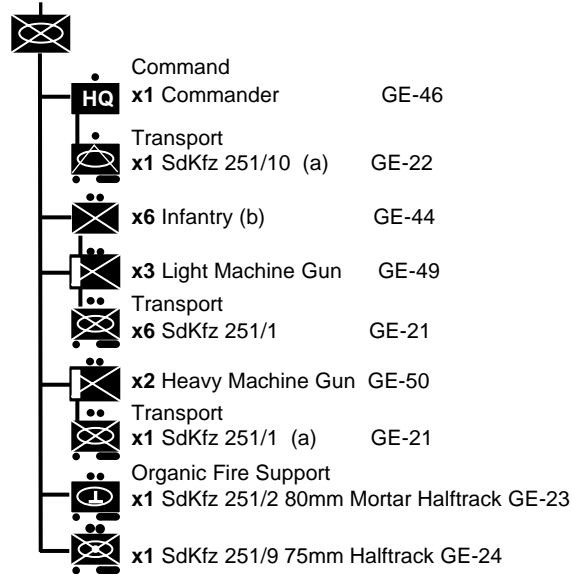 Command
HQ x1 Commander GE-46
Transport
x1 SdKfz 251/10 (a) GE-22
x6 Infantry (b) GE-44
x3 Light Machine Gun GE-49
Transport
x6 SdKfz 251/1 GE-21
x2 Heavy Machine Gun GE-50
Transport
x1 SdKfz 251/1 (a) GE-21
Organic Fire Support
x1 SdKfz 251/2 80mm Mortar Halftrack GE-23
x1 SdKfz 251/9 75mm Halftrack GE-24